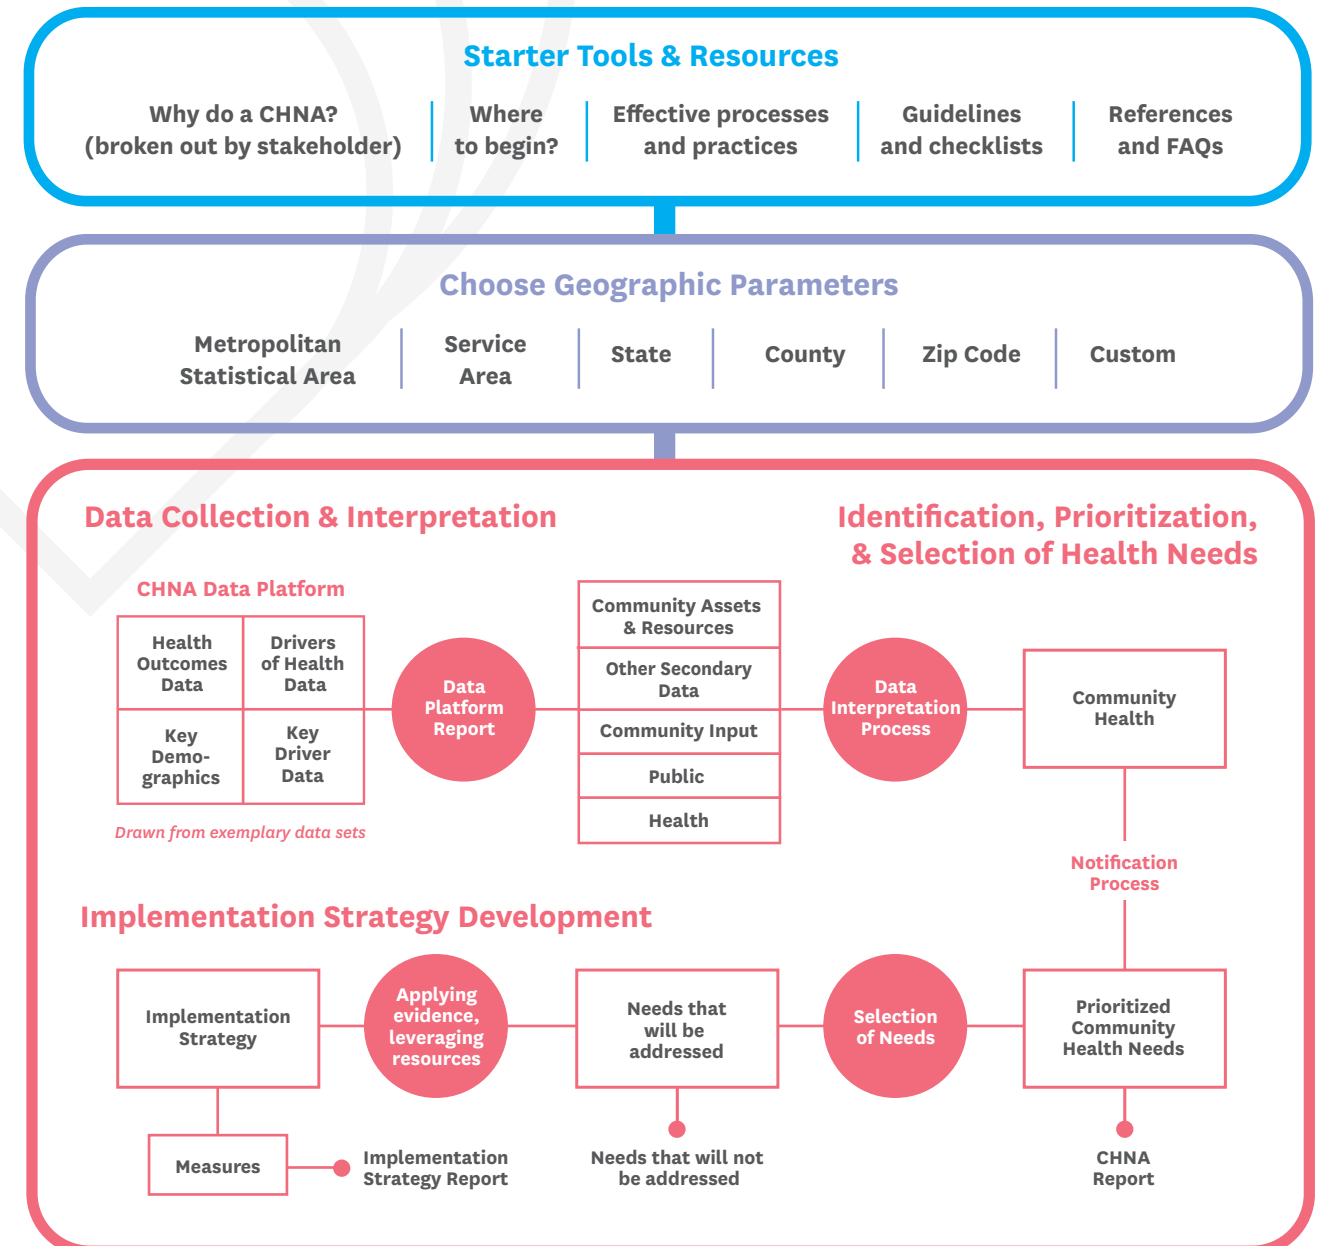 Starter Tools & Resources
Why do a CHNA?
(broken out by stakeholder)
Where
to begin?
Effective processes
and practices
Guidelines
and checklists
References
and FAQs
Choose Geographic Parameters
Metropolitan
Statistical Area
Service
Area
State
County
Zip Code
Custom
Data Collection & Interpretation
Identification, Prioritization,
& Selection of Health Needs
CHNA Data Platform
Health
Outcomes
Data
Drivers
of Health
Data
Key
Demo-
graphics
Key
Driver
Data
Drawn from exemplary data sets
Data
Platform
Report
Community Assets
& Resources
Other Secondary
Data
Community Input
Public
Health
Data
Interpretation
Process
Community
Health
Notification
Process
Implementation Strategy Development
Implementation
Strategy
Applying
evidence,
leveraging
resources
Needs that
will be
addressed
Selection
of Needs
Prioritized
Community
Health Needs
Measures
Implementation
Strategy Report
Needs that will not
be addressed
CHNA
Report